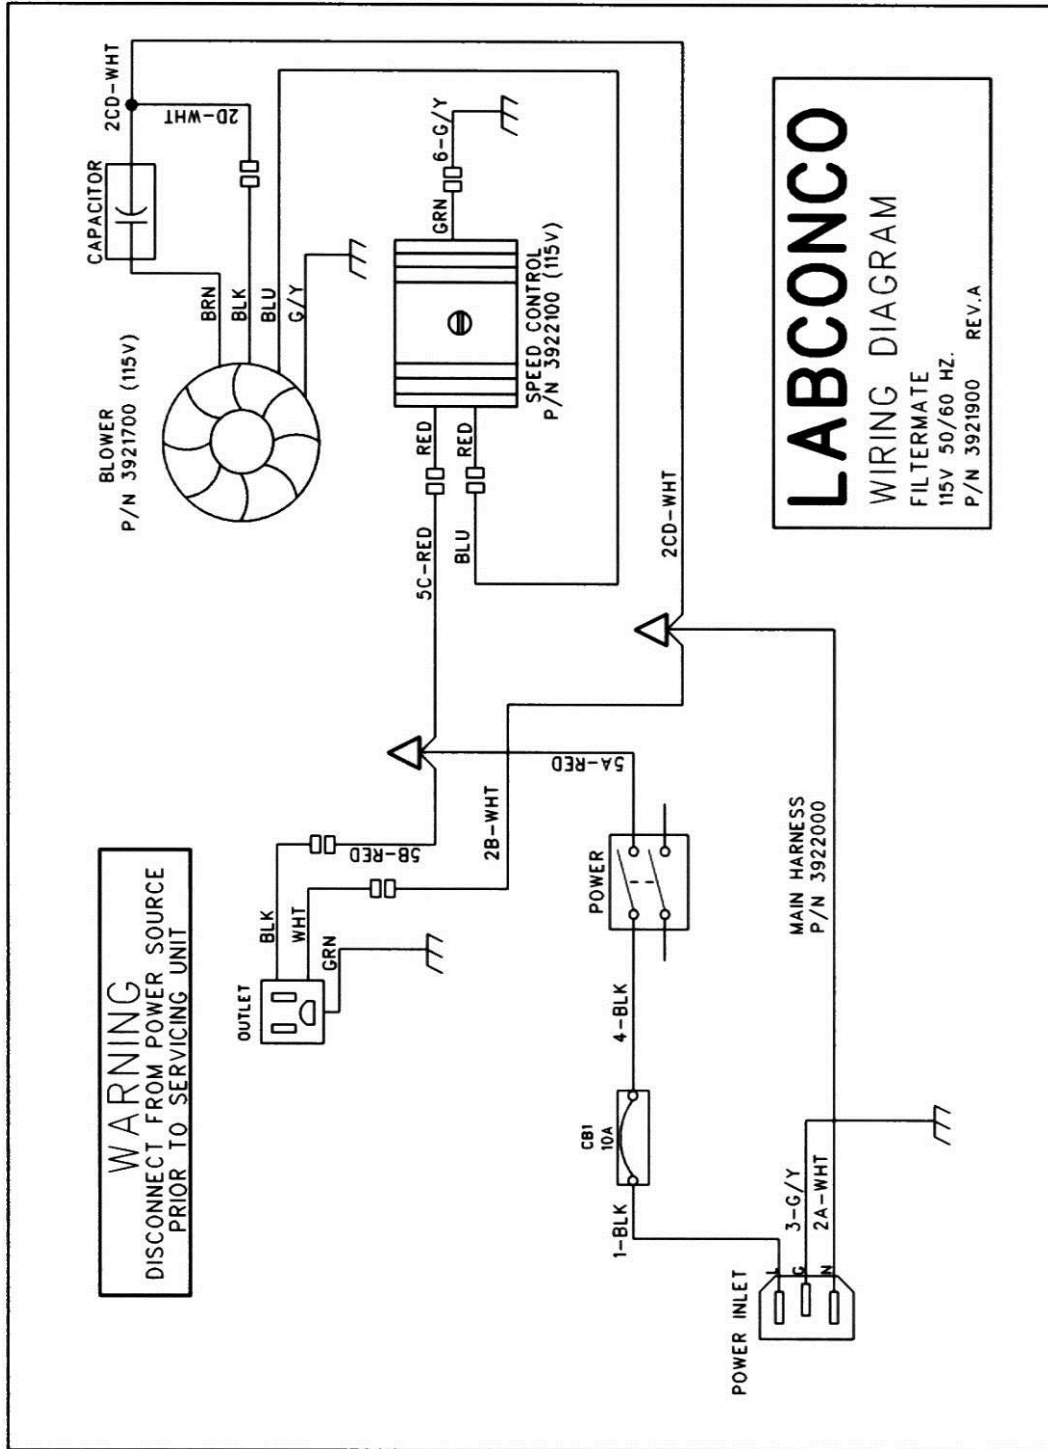 WARNING
DISCONNECT FROM POWER SOURCE
PRIOR TO SERVICING UNIT
OUTLET
BLK
WHT
GRN
5B-RED
2B-WHT
5C-RED
BLU
RED
RED
BLOWER
P/N 3921700 (115V)
BRN
BLK
BLU
G/Y
CAPACITOR
2CD-WHT
2D-WHT
SPEED CONTROL
P/N 3922100 (115V)
GRN
6-G/Y
POWER INLET
L
G
N
1-BLK
CB1
10A
4-BLK
POWER
5A-RED
3-G/Y
2A-WHT
MAIN HARNESS
P/N 3922000
2CD-WHT
LABCONCO
WIRING DIAGRAM
FILTERMATE
115V 50/60 HZ.
P/N 3921900 REV.A